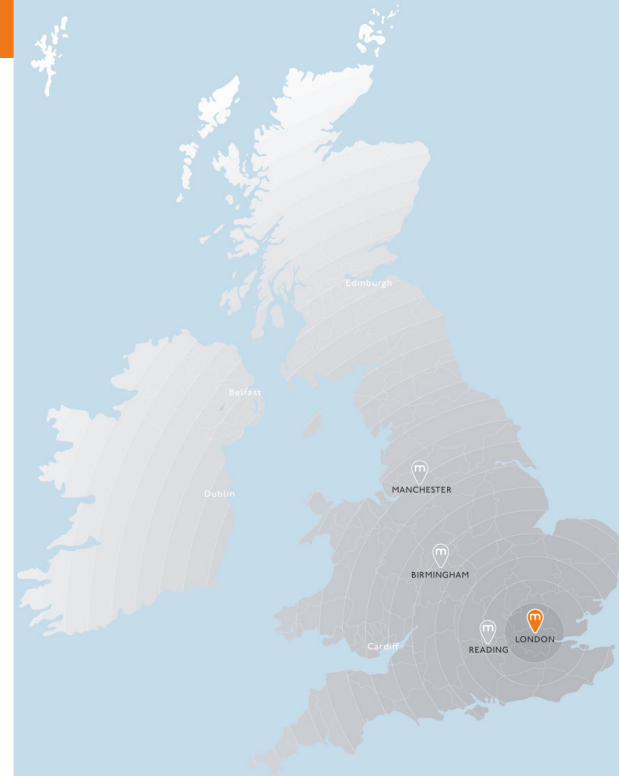 Edinburgh
Belfast
m
MANCHESTER
Dublin
m
BIRMINGHAM
m
LONDON
m
READING
Cardiff